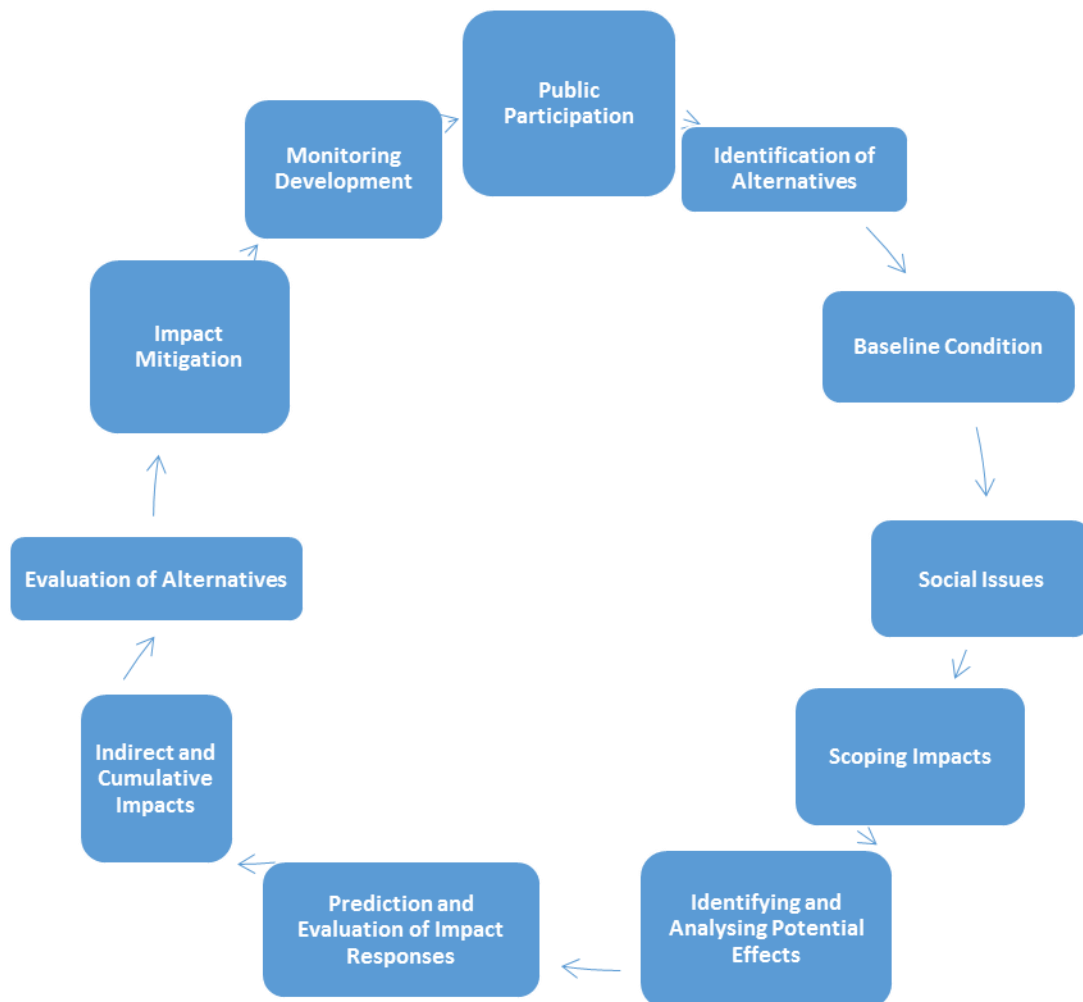 Public
Participation
Identification of
Alternatives
Baseline Condition
Social Issues
Scoping Impacts
Identifying and
Analysing Potential
Effects
Prediction and
Evaluation of Impact
Responses
Indirect and
Cumulative
Impacts
Evaluation of Alternatives
Impact
Mitigation
Monitoring
Development